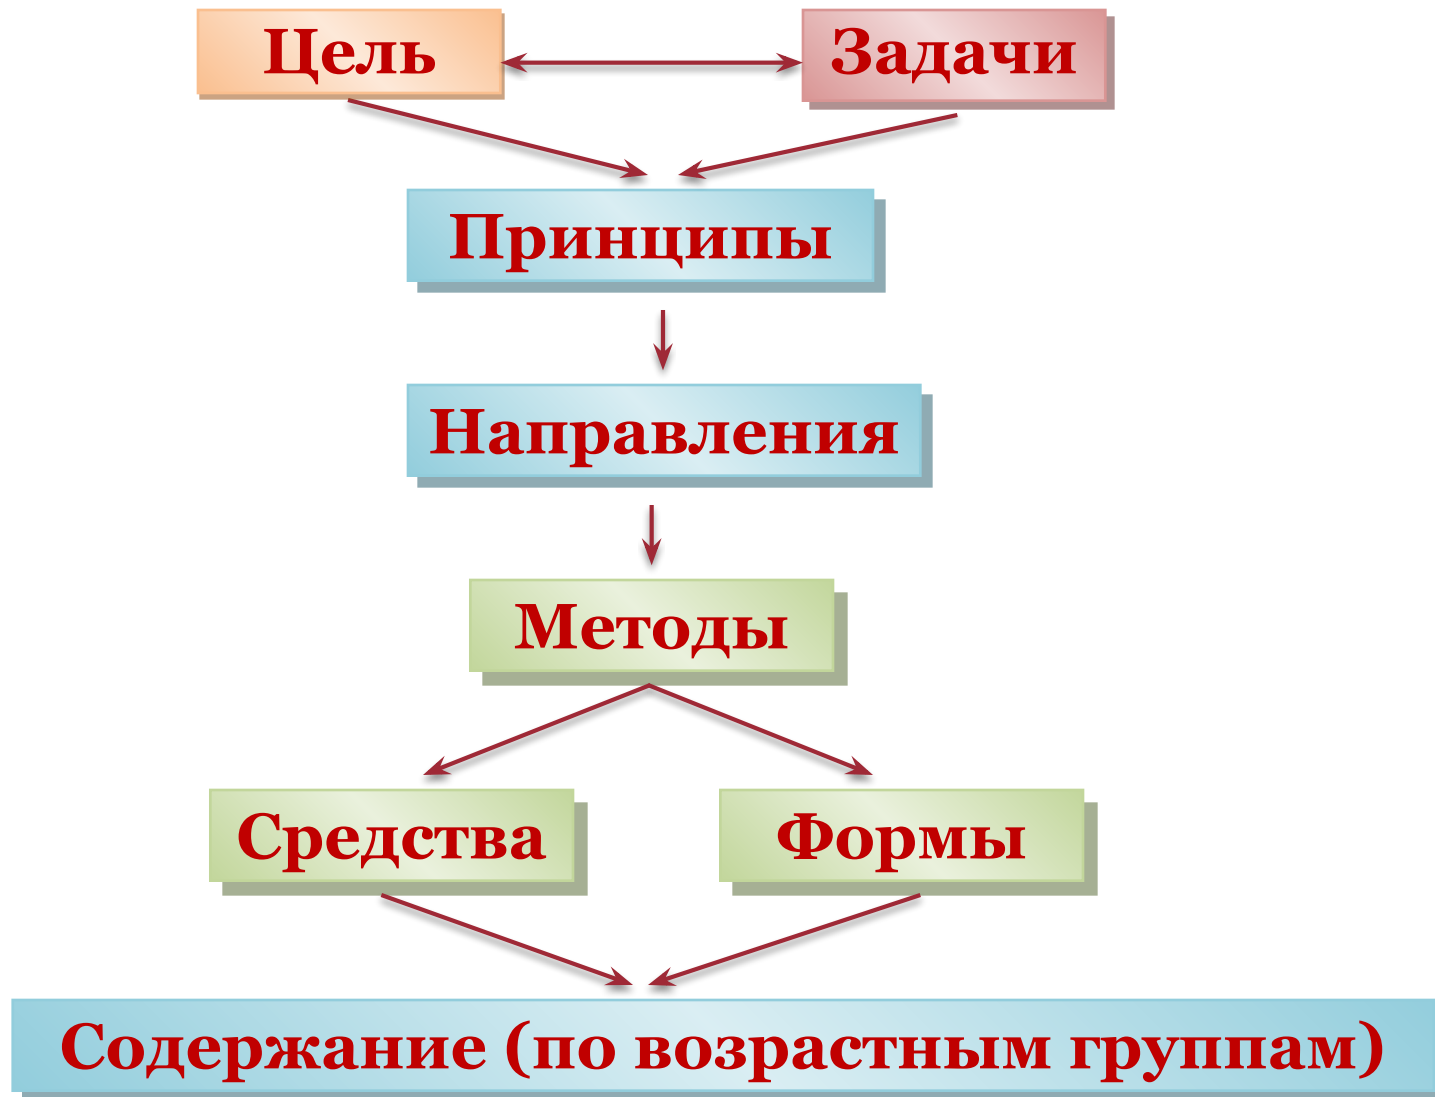 Цель
Задачи
Принципы
Направления
Методы
Средства
Формы
Содержание (по возрастным группам)